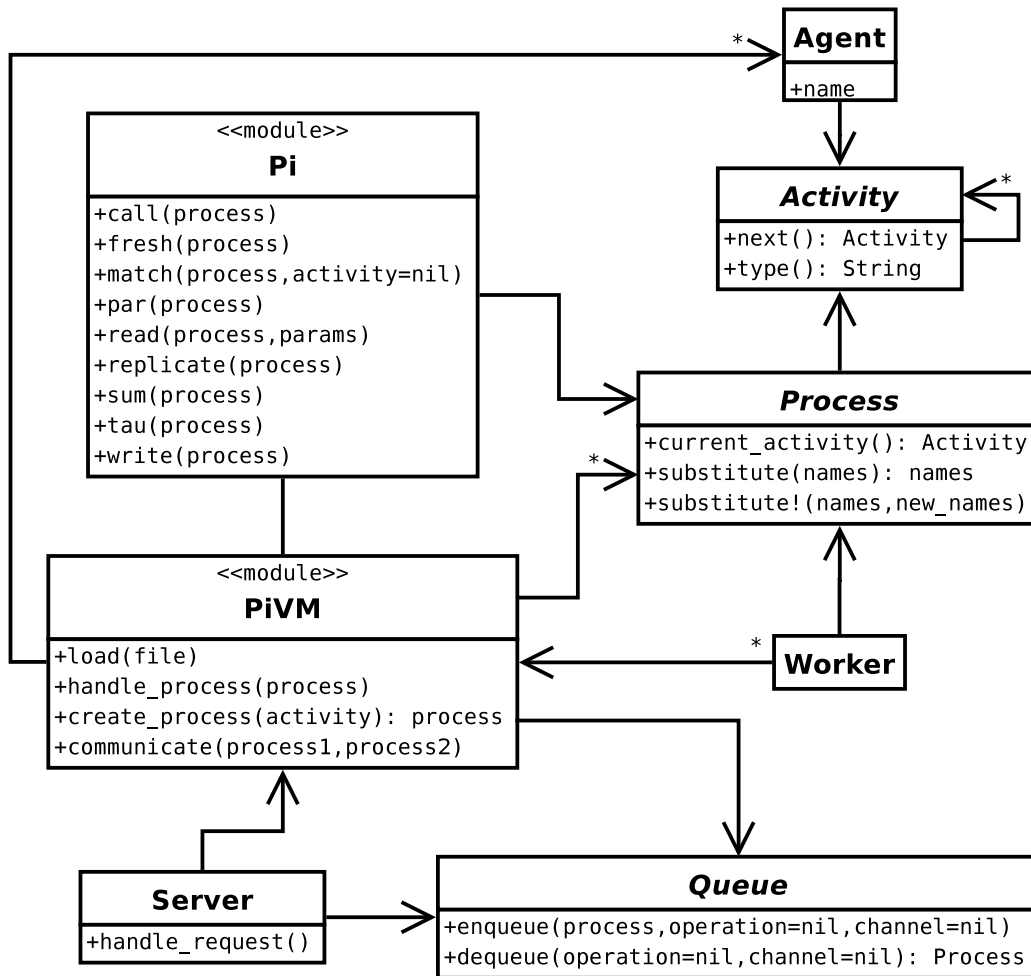 *
Agent
+name
<<module>>
Pi
+call(process)
+fresh(process)
+match(process,activity=nil)
+par(process)
+read(process,params)
+replicate(process)
+sum(process)
+tau(process)
+write(process)
*
Activity
+next(): Activity
+type(): String
Process
+current_activity(): Activity
+substitute(names): names
+substitute!(names,new_names)
*
<<module>>
PiVM
+load(file)
+handle_process(process)
+create_process(activity): process
+communicate(process1,process2)
*
Worker
Server
+handle_request()
Queue
+enqueue(process,operation=nil,channel=nil)
+dequeue(operation=nil,channel=nil): Process